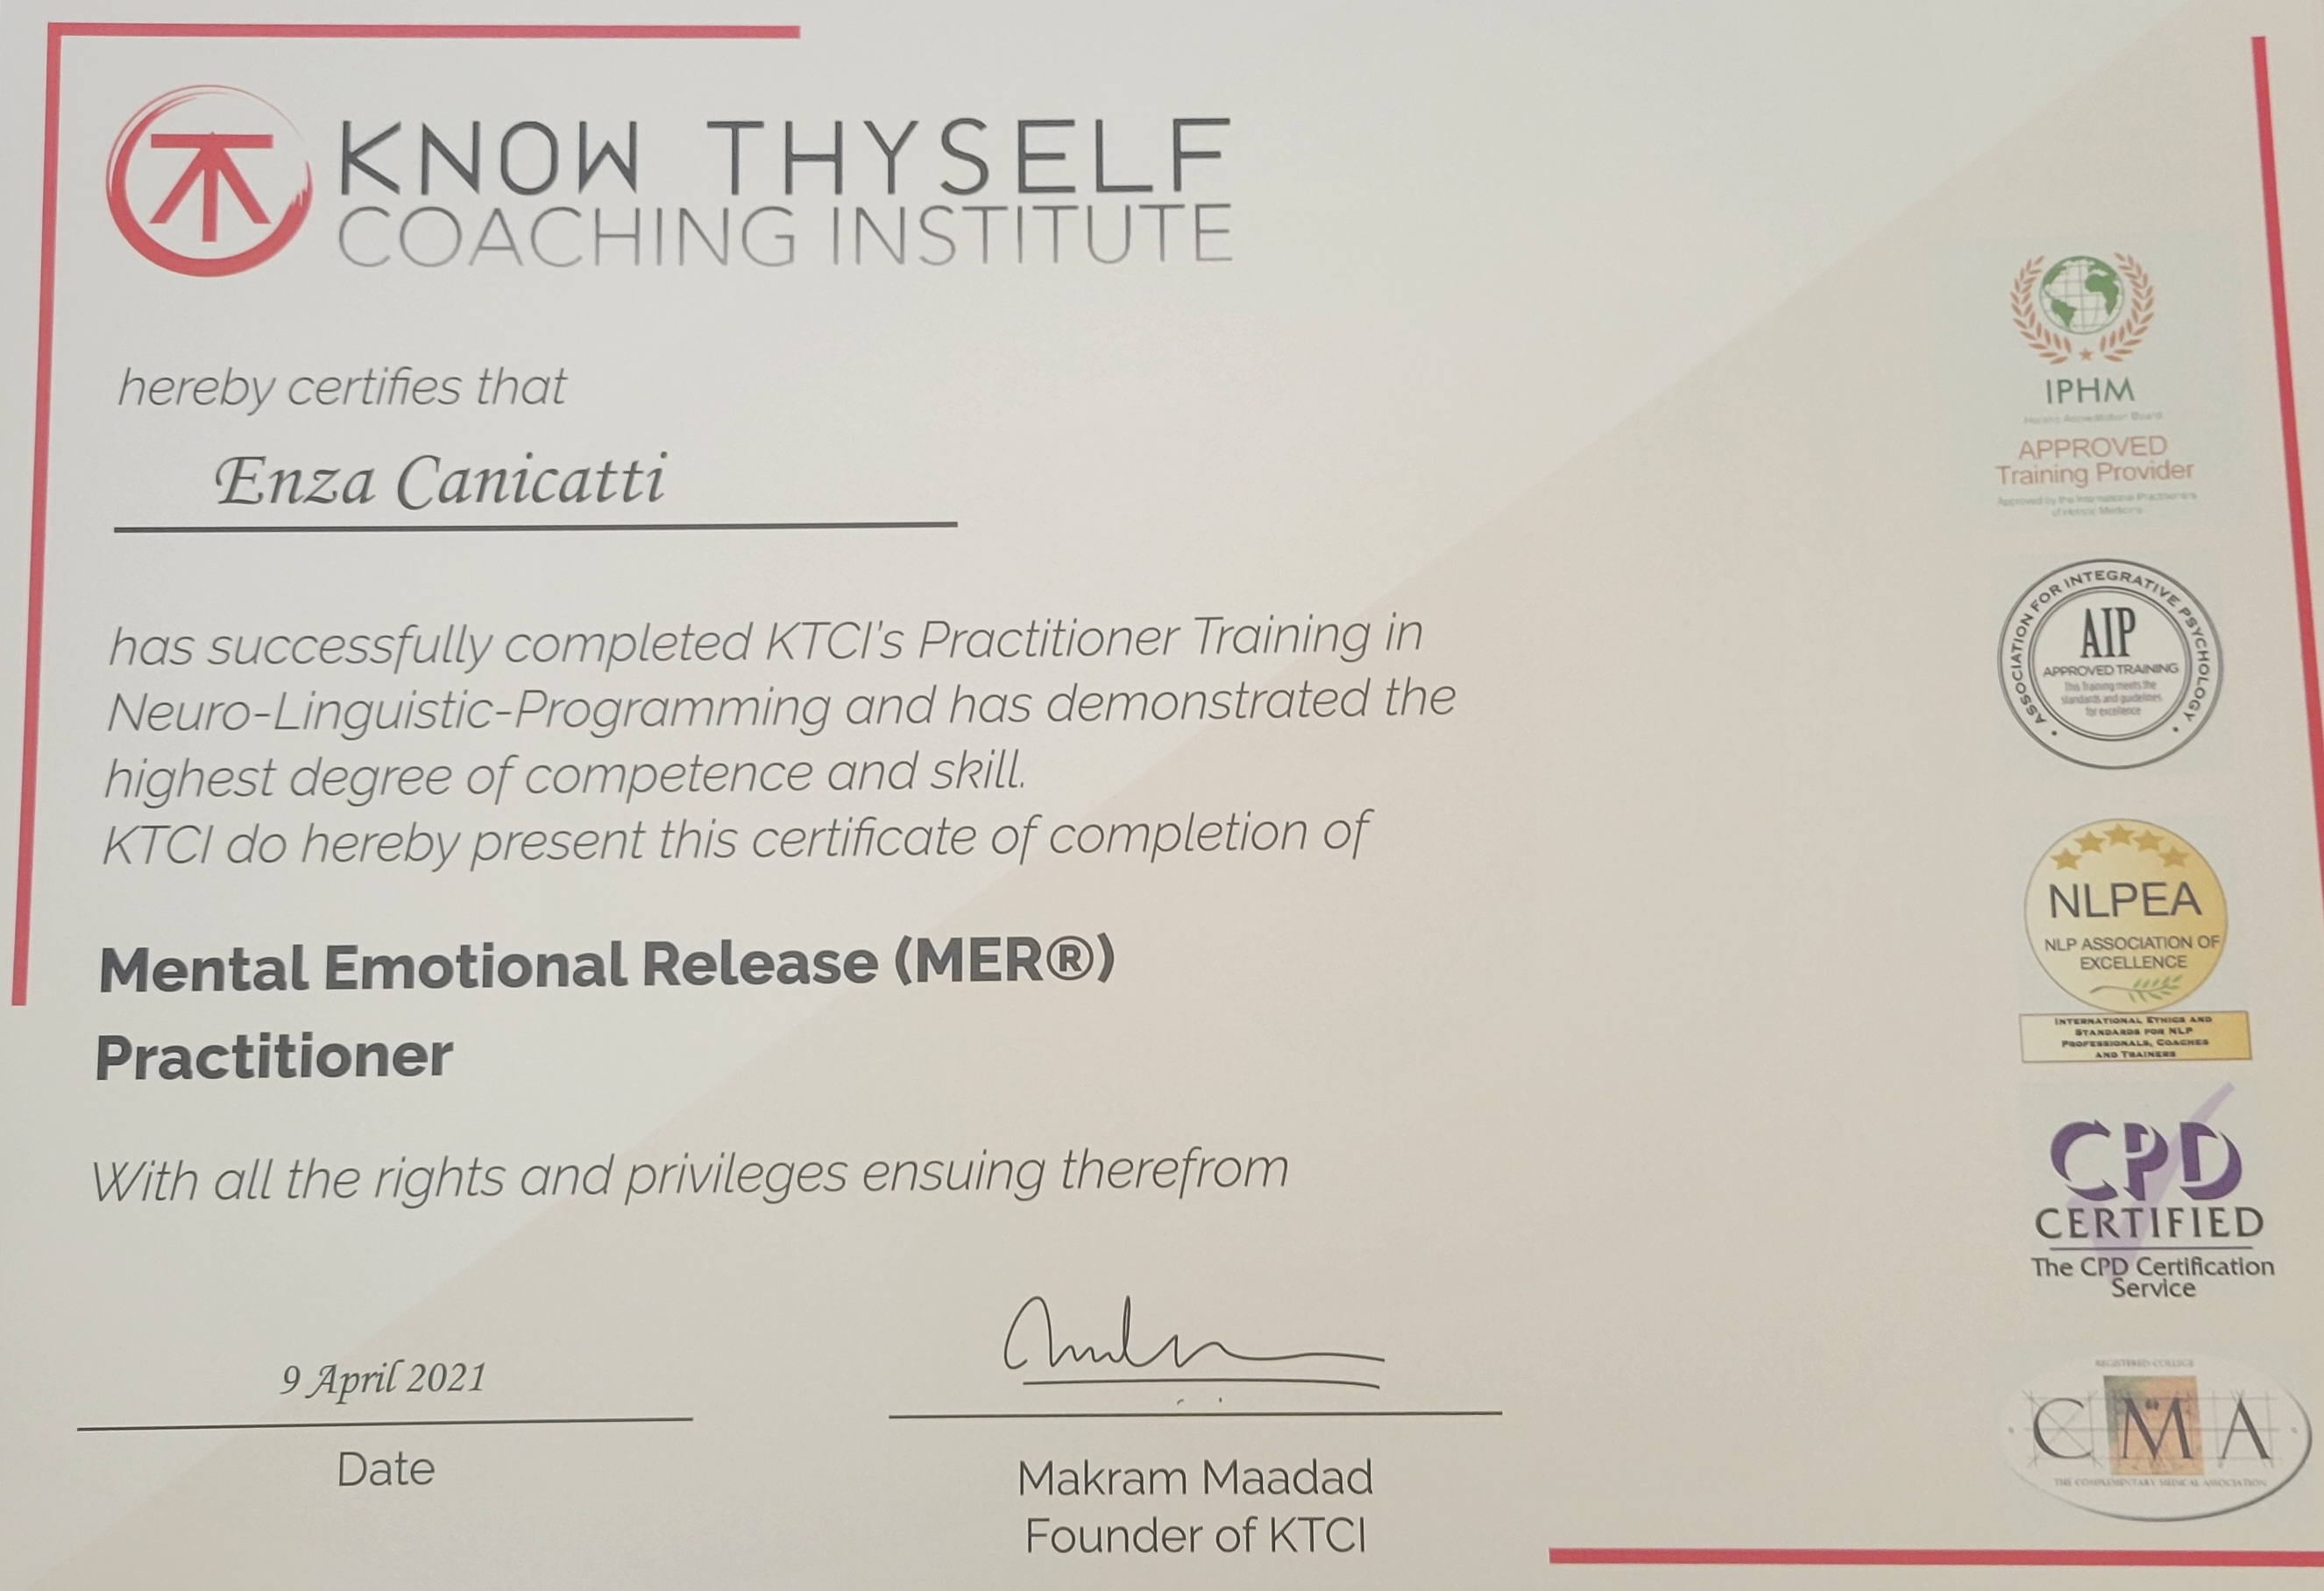 KNOW THYSELF
COACHING INSTITUTE
hereby certifies that
Enza Canicatti
has successfully completed KTCI's Practitioner Training in
Neuro-Linguistic-Programming and has demonstrated the
highest degree of competence and skill.
KTCI do hereby present this certificate of completion of
Mental Emotional Release (MER®)
Practitioner
With all the rights and privileges ensuing therefrom
9 April 2021
Date
Makram Maadad
Founder of KTCI
IPHM
Holistic Accreditation Board
APPROVED
Training Provider
Approved by the International Practitioners
of Holistic Medicine
ASSOCIATION FOR INTEGRATIVE PSYCHOLOGY
AIP
APPROVED TRAINING
This Training meets the
standards and guidelines
for excellence
NLPEA
NLP ASSOCIATION OF
EXCELLENCE
INTERNATIONAL ETHICS AND
STANDARDS FOR NLP
PROFESSIONALS, COACHES
AND TRAINERS
CPD
CERTIFIED
The CPD Certification
Service
REGISTERED COLLEGE
CMA
THE COMPLEMENTARY MEDICAL ASSOCIATION